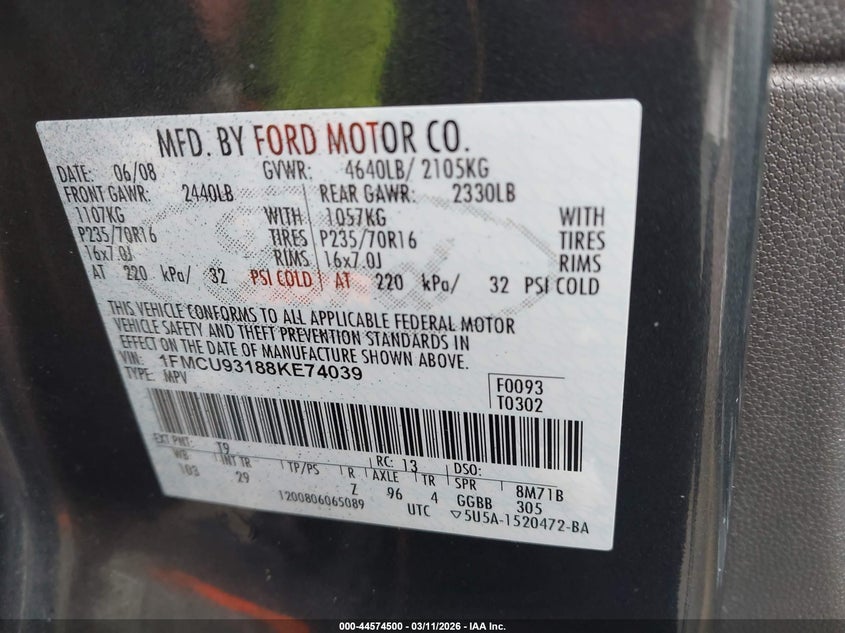 MFD. BY FORD MOTOR CO.
DATE: 06/08 GVWR: 4640LB/ 2105KG
FRONT GAWR: 2440LB REAR GAWR: 2330LB
1107KG WITH 1057KG WITH
P235/70R16 TIRES P235/70R16 TIRES
16x7.0J RIMS 16x7.0J RIMS
AT 220 kPa/ 32 PSI COLD AT 220 kPa/ 32 PSI COLD
THIS VEHICLE CONFORMS TO ALL APPLICABLE FEDERAL MOTOR
VEHICLE SAFETY AND THEFT PREVENTION STANDARDS IN
EFFECT ON THE DATE OF MANUFACTURE SHOWN ABOVE.
VIN: 1FMCU93188KE74039
TYPE: MPV
F0093
T0302
EXT PNT: T9 RC: 13 DSO:
WB INT TR TP/PS R AXLE TR SPR 8M71B
103 29 Z 96 4 GGBB 305
1200806065089 UTC ▽5U5A-1520472-BA
000-44574500 - 03/11/2026 - IAA Inc.